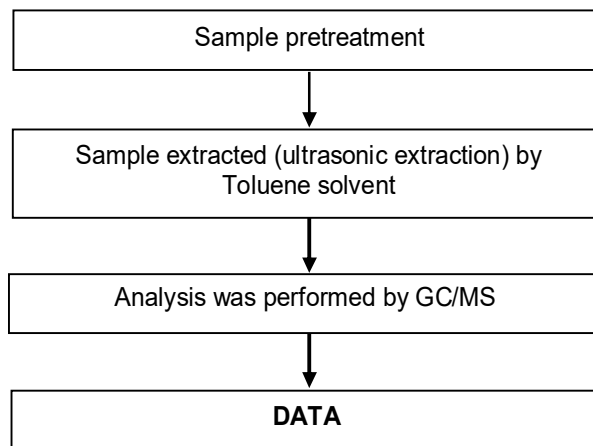 Sample pretreatment
Sample extracted (ultrasonic extraction) by
Toluene solvent
Analysis was performed by GC/MS
DATA